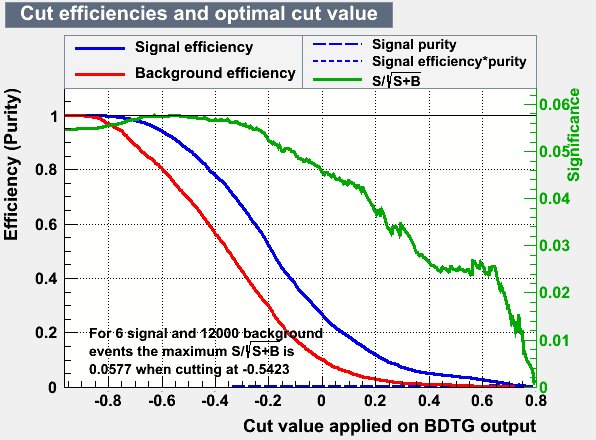 Cut efficiencies and optimal cut value
Signal efficiency
Background efficiency
Signal purity
Signal efficiency*purity
S/√S+B
Efficiency (Purity)
1
0.8
0.6
0.4
0.2
0
Significance
0.06
0.05
0.04
0.03
0.02
0.01
0
For 6 signal and 12000 background
events the maximum S/√S+B is
0.0577 when cutting at -0.5423
-0.8 -0.6 -0.4 -0.2 0 0.2 0.4 0.6 0.8
Cut value applied on BDTG output